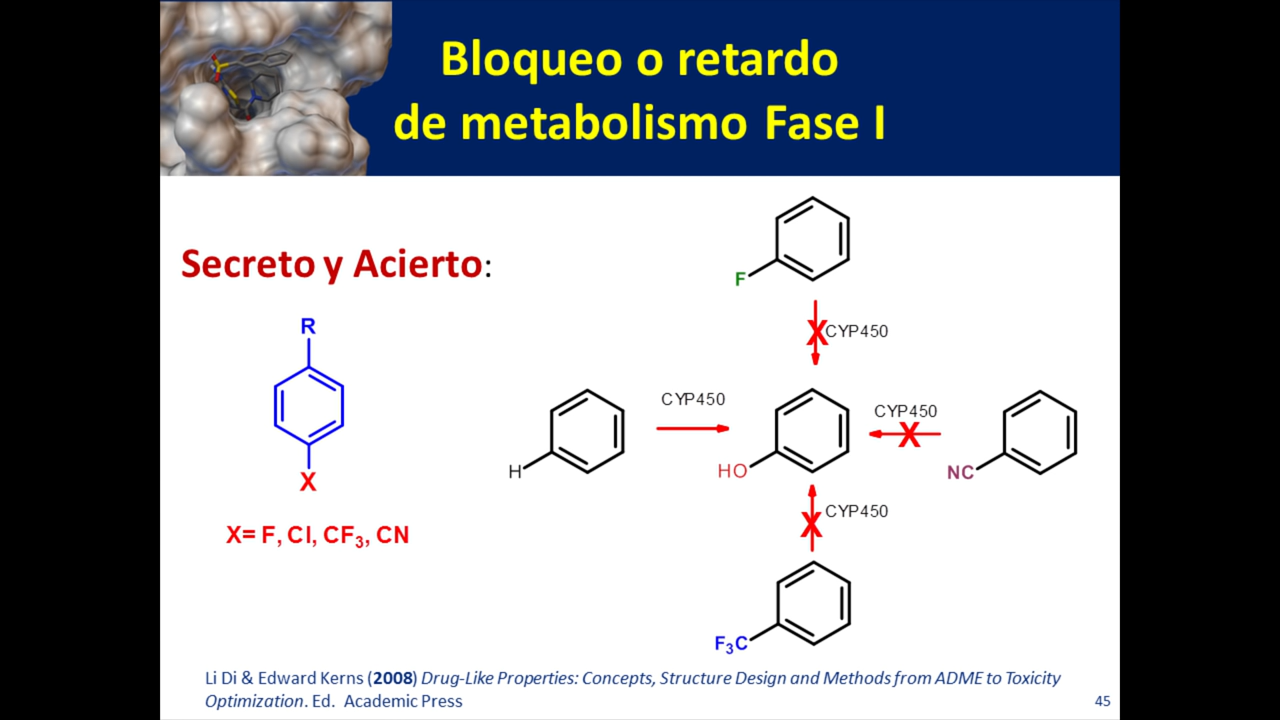 Bloqueo o retardo
de metabolismo Fase I
Secreto y Acierto:
R
X
X= F, Cl, CF₃, CN
F
X CYP450
H
CYP450
HO
CYP450
X
NC
X CYP450
F₃C
Li Di & Edward Kerns (2008) Drug-Like Properties: Concepts, Structure Design and Methods from ADME to Toxicity
Optimization. Ed. Academic Press
45